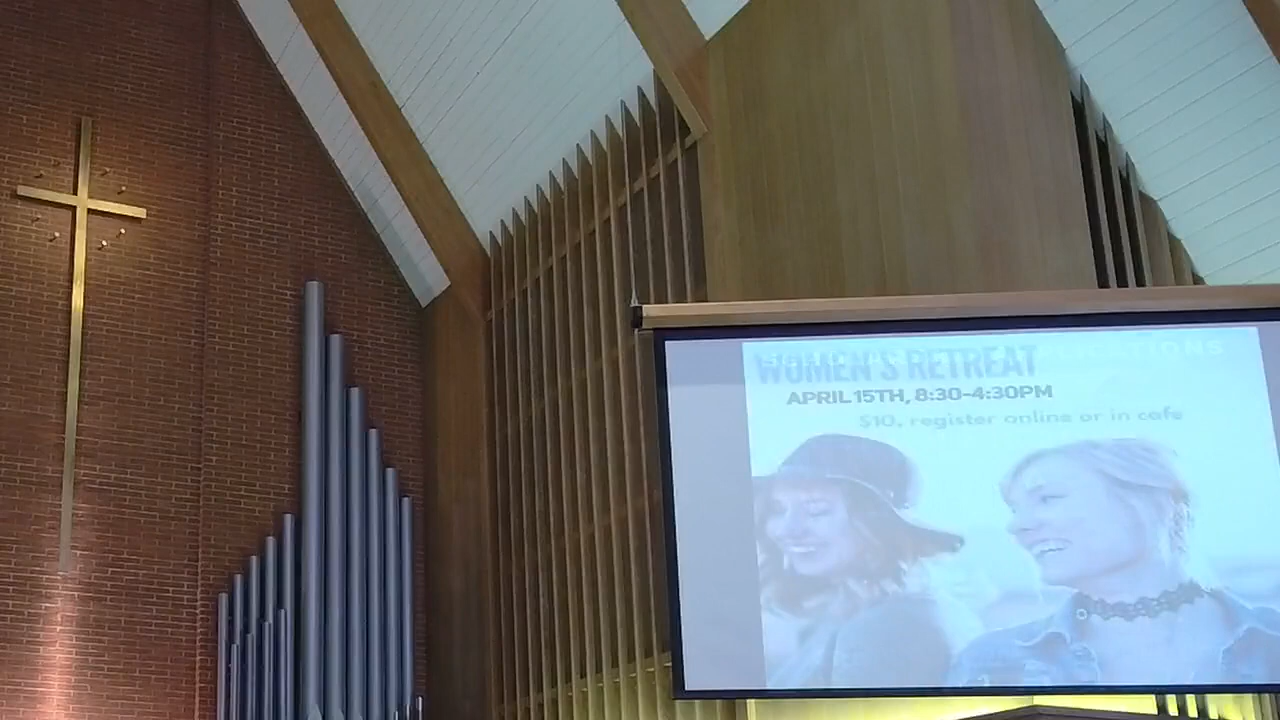 WOMEN'S RETREAT
APRIL 15TH, 8:30-4:30PM
$10, register online or in cafe